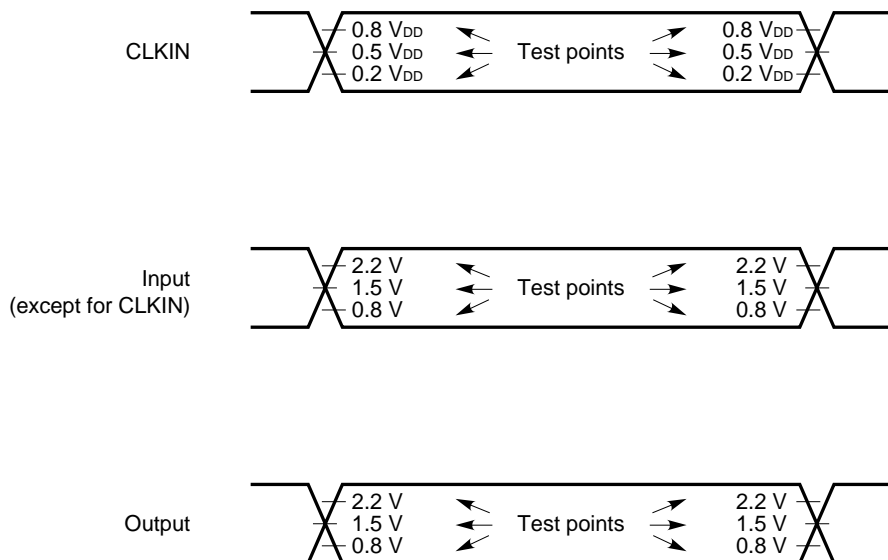 CLKIN
0.8 VDD
0.5 VDD
0.2 VDD
Test points
0.8 VDD
0.5 VDD
0.2 VDD
Input
(except for CLKIN)
2.2 V
1.5 V
0.8 V
Test points
2.2 V
1.5 V
0.8 V
Output
2.2 V
1.5 V
0.8 V
Test points
2.2 V
1.5 V
0.8 V